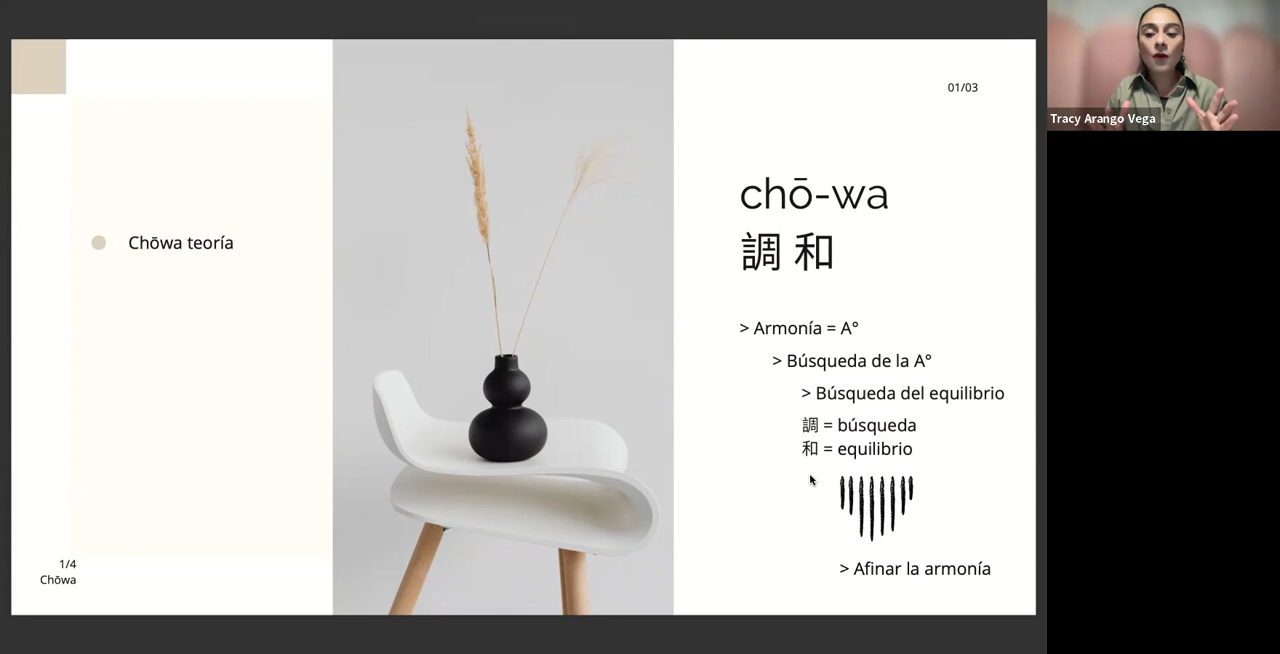 Chōwa teoría
1/4
Chōwa
01/03
chō-wa
調 和
> Armonía = A°
> Búsqueda de la A°
> Búsqueda del equilibrio
調 = búsqueda
和 = equilibrio
> Afinar la armonía
Tracy Arango Vega